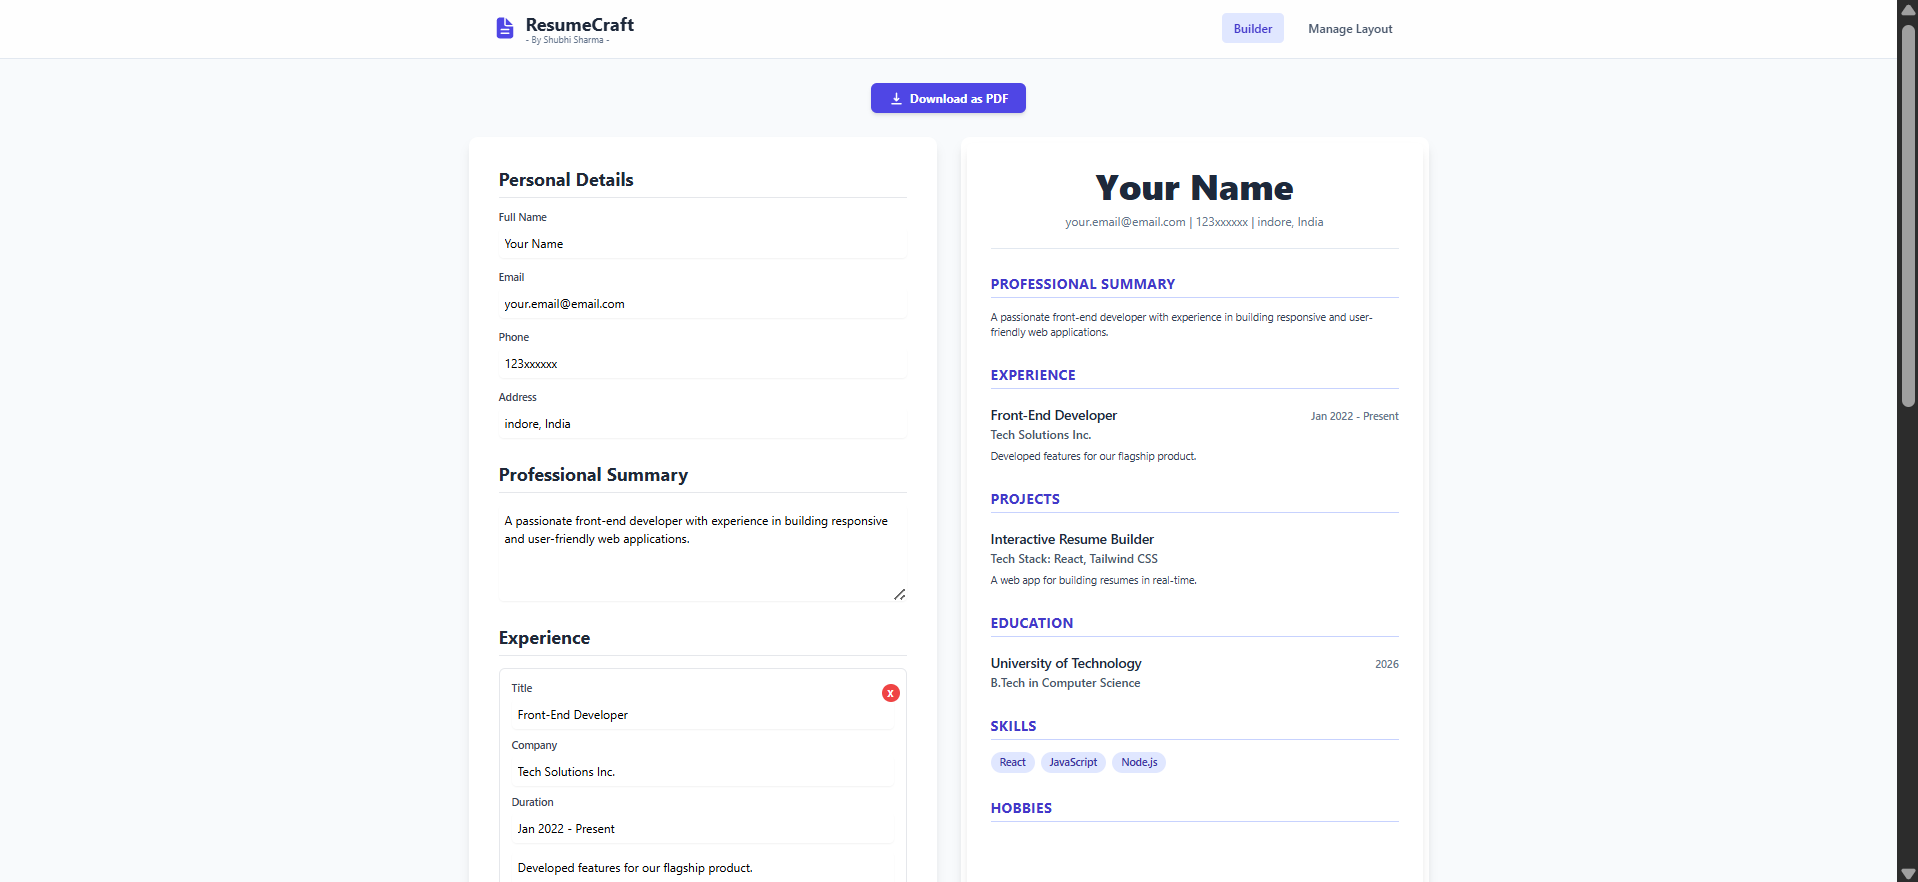 ResumeCraft
- By Shubhi Sharma -
Builder
Manage Layout
Download as PDF
Personal Details
Full Name
Your Name
Email
your.email@email.com
Phone
123xxxxxx
Address
indore, India
Professional Summary
A passionate front-end developer with experience in building responsive
and user-friendly web applications.
Experience
Title
X
Front-End Developer
Company
Tech Solutions Inc.
Duration
Jan 2022 - Present
Developed features for our flagship product.
Your Name
your.email@email.com | 123xxxxxx | indore, India
PROFESSIONAL SUMMARY
A passionate front-end developer with experience in building responsive and user-
friendly web applications.
EXPERIENCE
Front-End Developer
Jan 2022 - Present
Tech Solutions Inc.
Developed features for our flagship product.
PROJECTS
Interactive Resume Builder
Tech Stack: React, Tailwind CSS
A web app for building resumes in real-time.
EDUCATION
University of Technology
2026
B.Tech in Computer Science
SKILLS
React
JavaScript
Node.js
HOBBIES